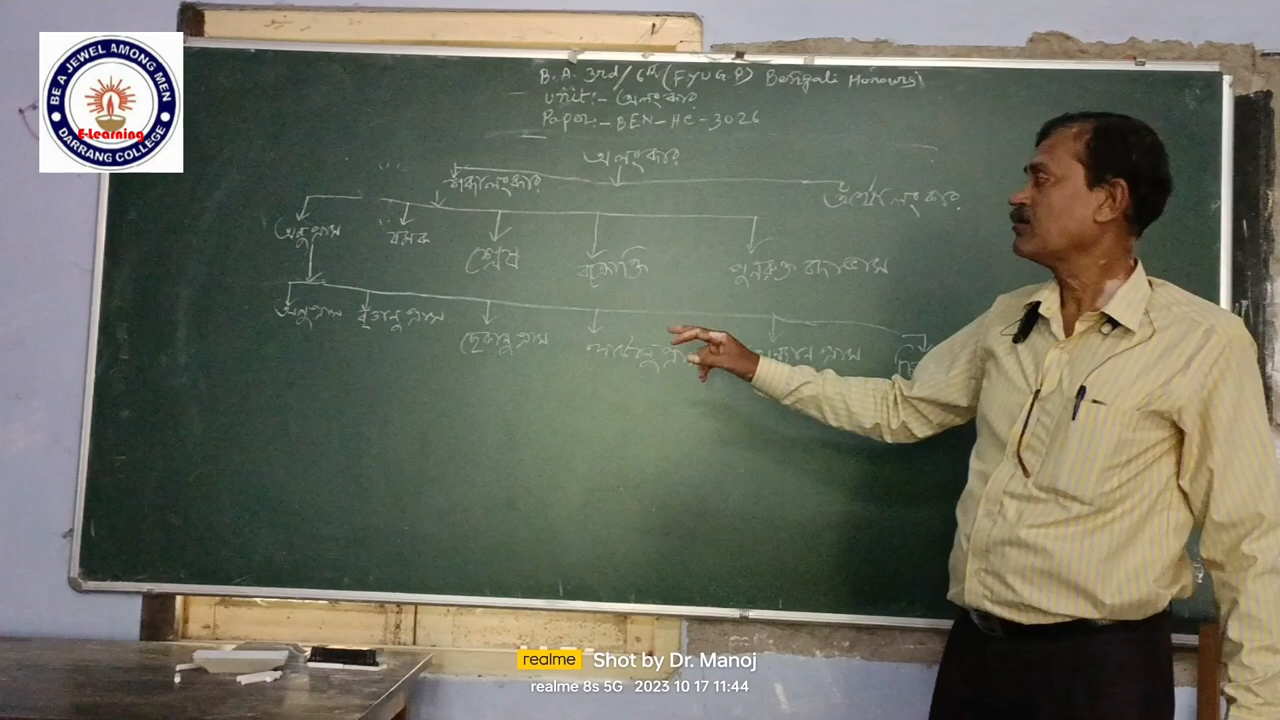 BE A JEWEL AMONG MEN
E-Learning
DARRANG COLLEGE
B.A. 3rd/6th (FYUGP) Bengali Honours
Unit:- অলংকার
Paper:- BEN-HC-3026
অলংকার
শব্দালংকার অর্থালংকার
অনুপ্রাস যমক শ্লেষ বক্রোক্তি পুনরুক্ত বদাভাস
অনুপ্রাস বৃত্যানুপ্রাস ছেকানুপ্রাস
realme Shot by Dr. Manoj
realme 8s 5G 2023 10 17 11:44